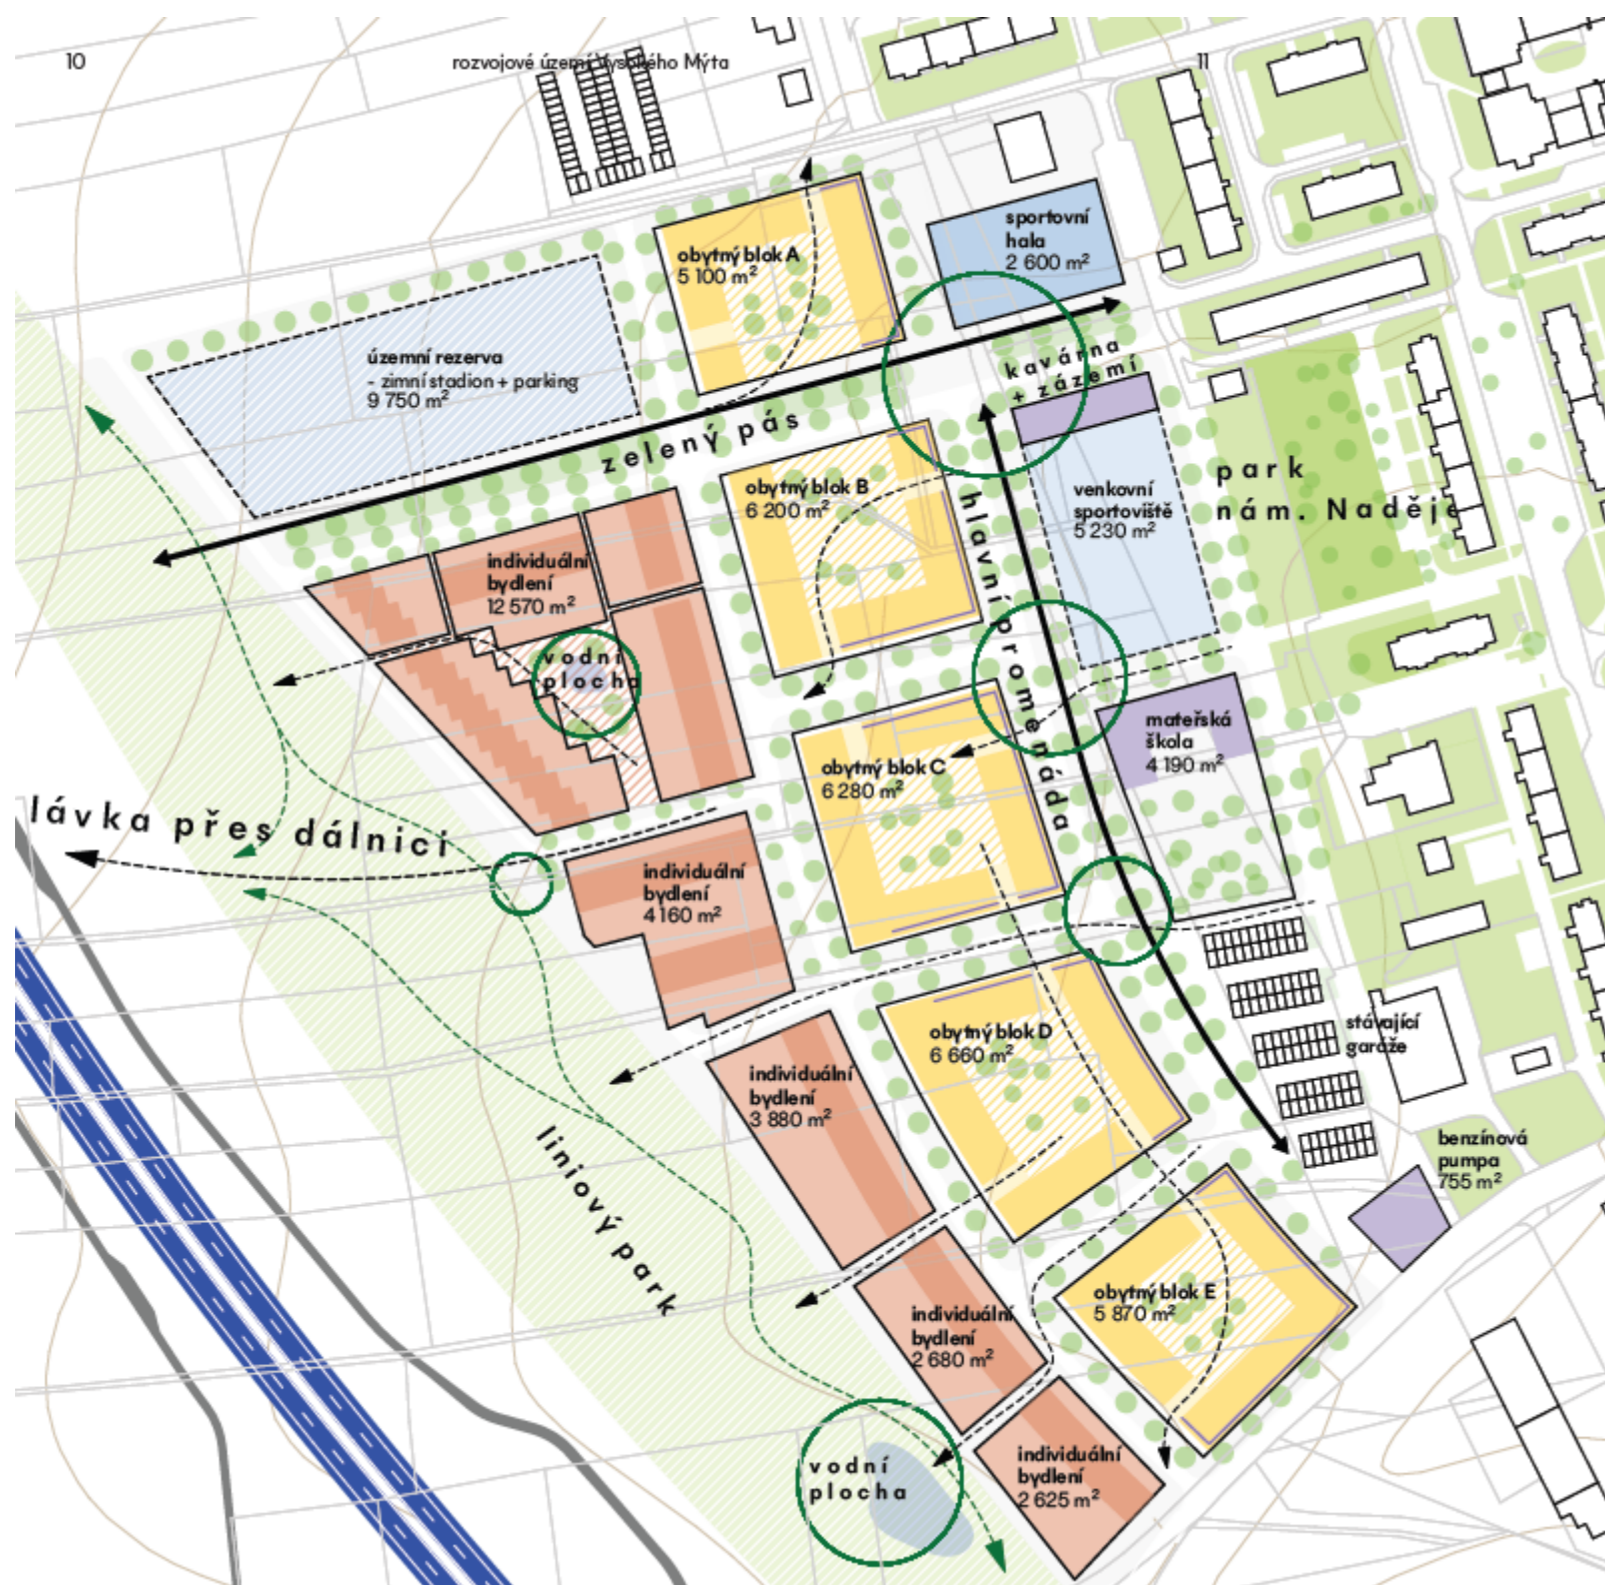 10
rozvojové území Vysokého Mýta
11
sportovní
hala
2 600 m²
obytný blok A
5 100 m²
územní rezerva
- zimní stadion + parking
9 750 m²
kavárna
+ zázemí
zelený pás
park
nám. Naděje
obytný blok B
6 200 m²
venkovní
sportoviště
5 230 m²
hlavní promenáda
individuální
bydlení
12 570 m²
vodní
plocha
mateřská
škola
4 190 m²
obytný blok C
6 280 m²
lávka přes dálnici
individuální
bydlení
4 160 m²
obytný blok D
6 660 m²
stávající
garáže
individuální
bydlení
3 880 m²
liniový park
benzínová
pumpa
755 m²
obytný blok E
5 870 m²
individuální
bydlení
2 680 m²
vodní
plocha
individuální
bydlení
2 625 m²